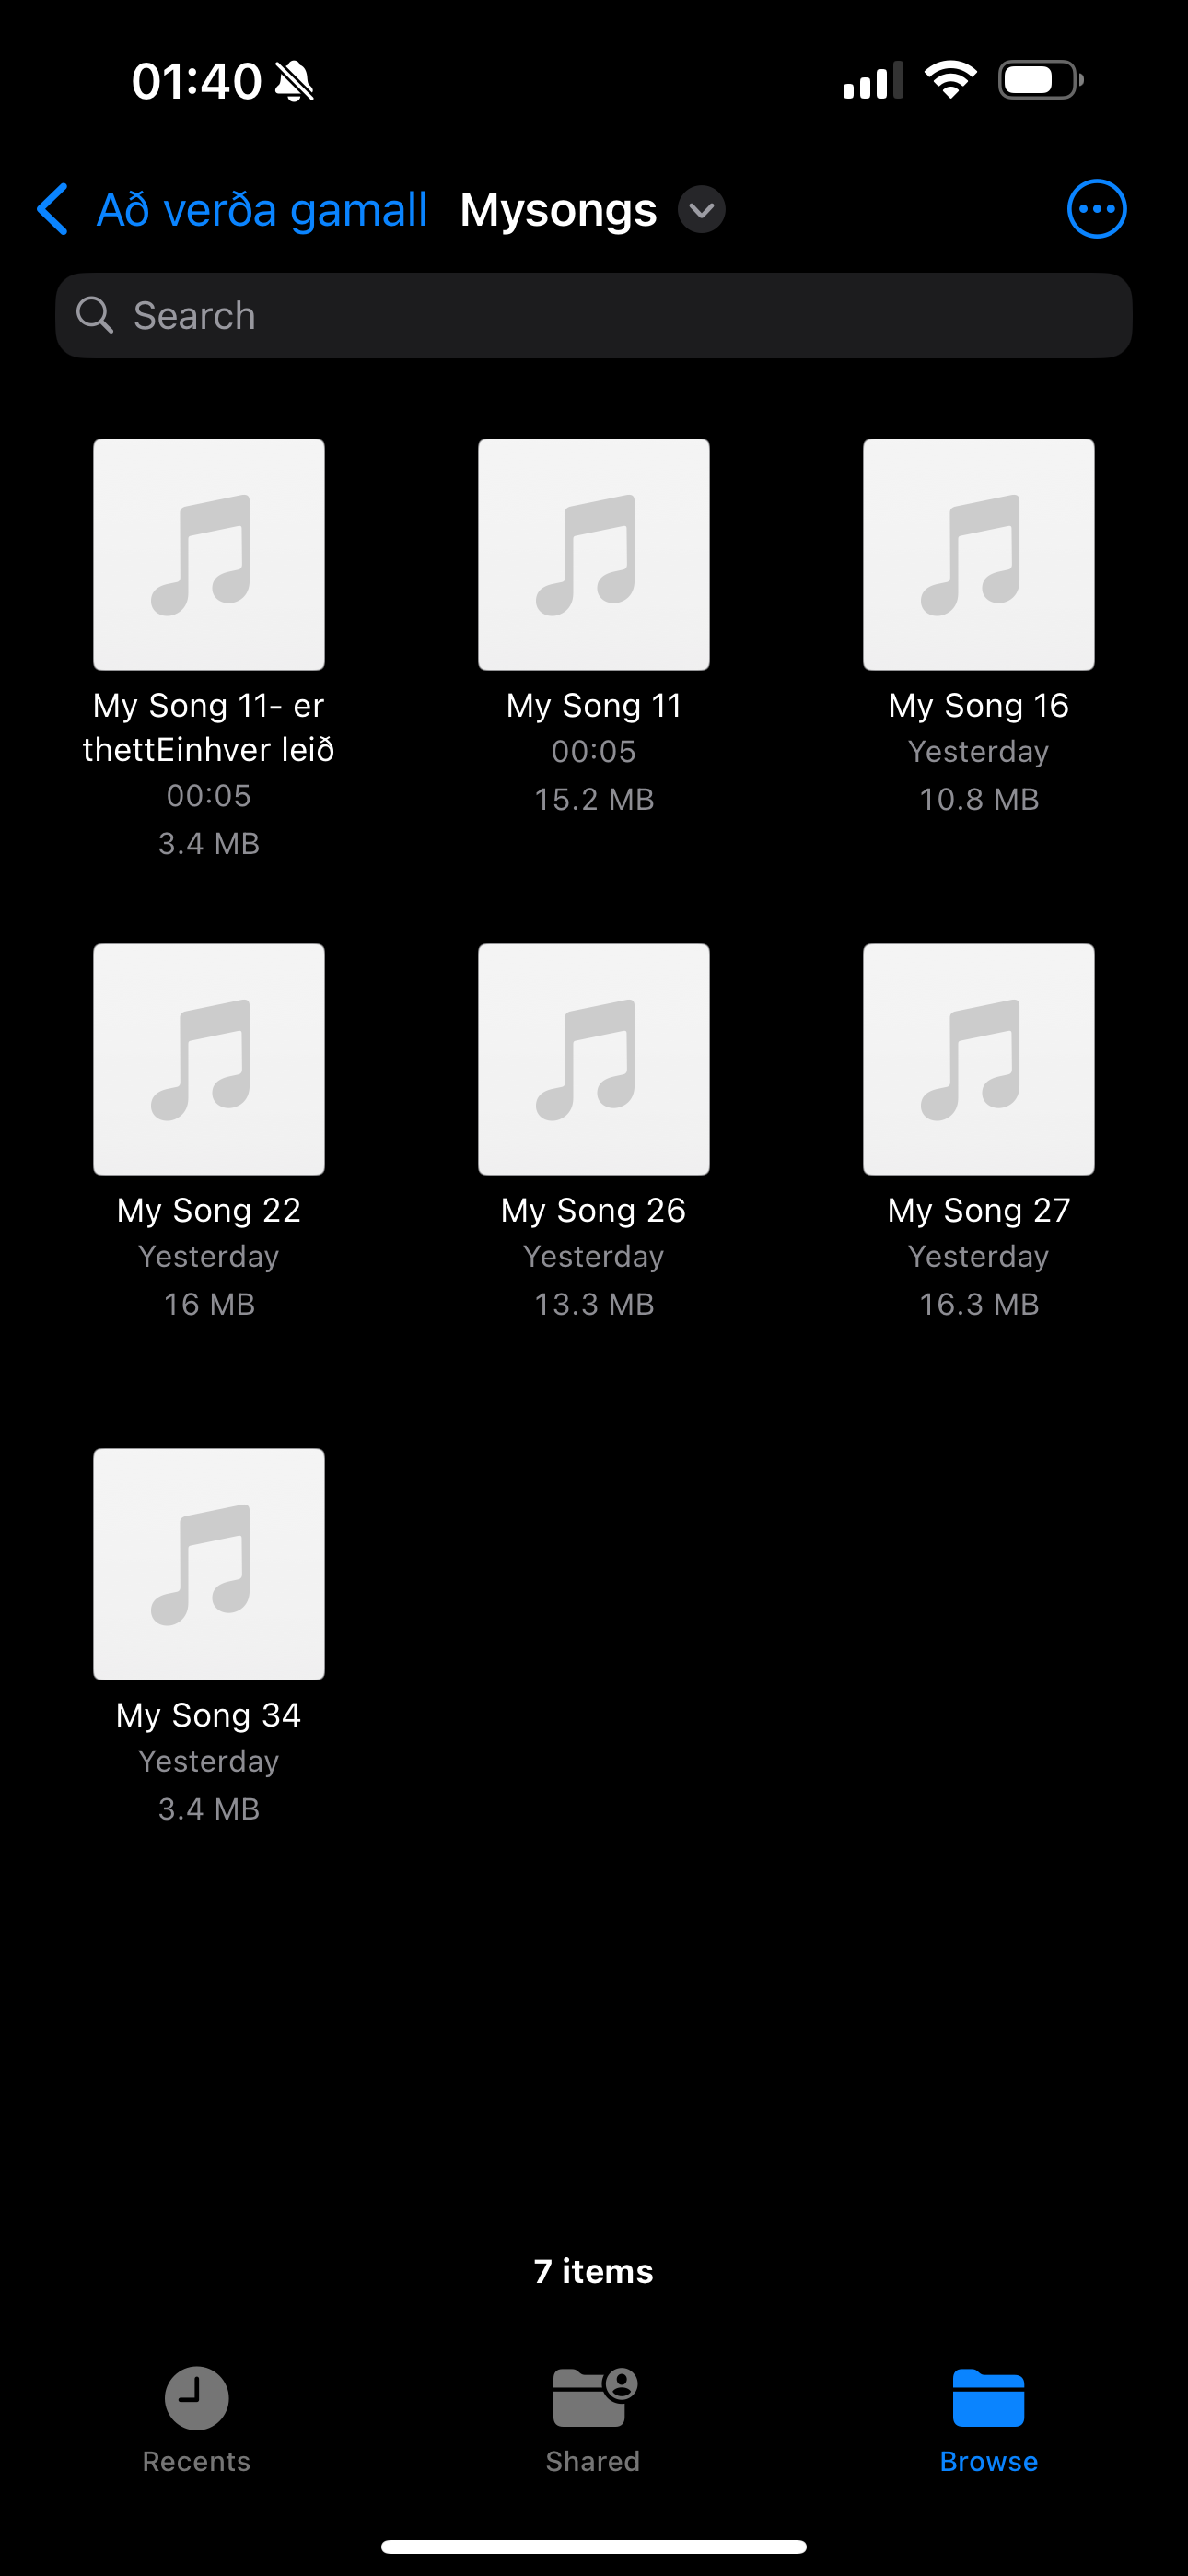 01:40
Að verða gamall Mysongs
Search
My Song 11- er
thettEinhver leið
00:05
3.4 MB
My Song 11
00:05
15.2 MB
My Song 16
Yesterday
10.8 MB
My Song 22
Yesterday
16 MB
My Song 26
Yesterday
13.3 MB
My Song 27
Yesterday
16.3 MB
My Song 34
Yesterday
3.4 MB
7 items
Recents
Shared
Browse